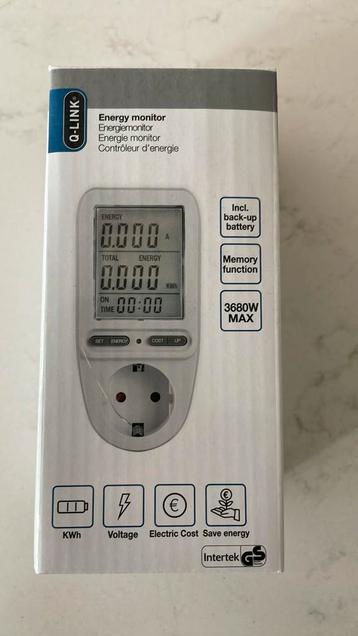 Q-LINK®
Energy monitor
Energiemonitor
Energie monitor
Contrôleur d'energie
Incl.
back-up
battery
Memory
function
3680W
MAX
ENERGY
0.000 A
TOTAL ENERGY
0.000 KWh
ON
TIME 00:00
SET ENERGY COST UP
KWh
Voltage
Electric Cost
Save energy
Intertek GS